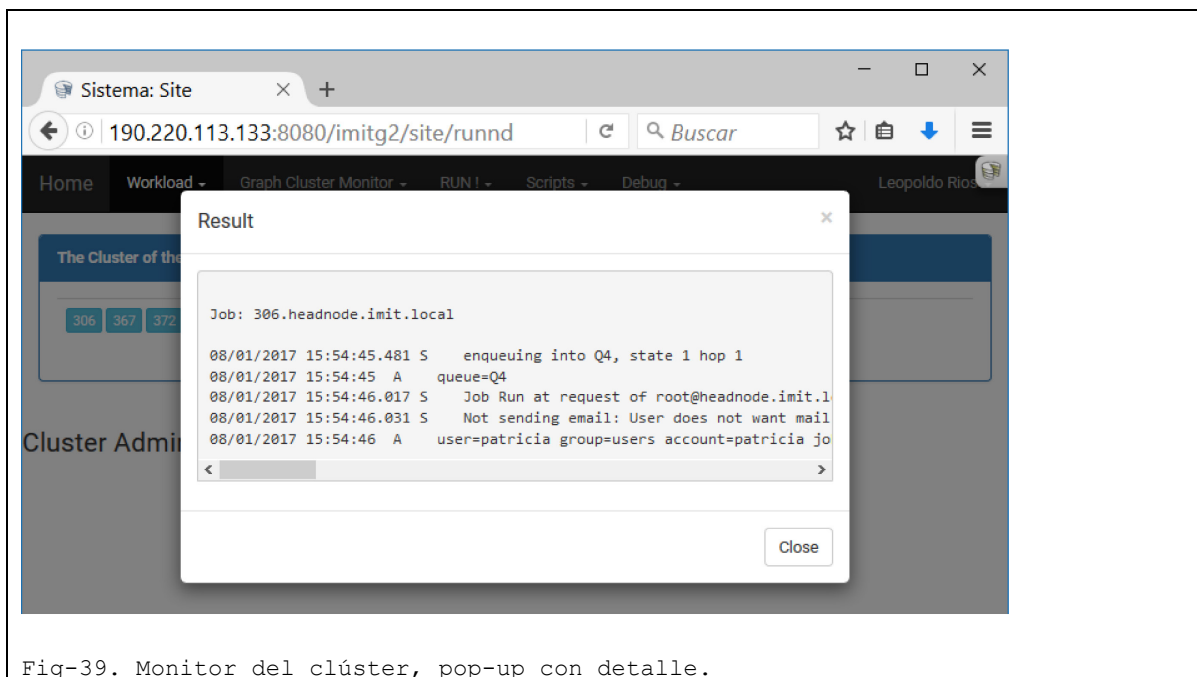 Sistema: Site
190.220.113.133:8080/imitg2/site/runnd
Buscar
Home Workload Graph Cluster Monitor RUN ! Scripts Debug Leopoldo Rios
Result
The Cluster of the
306 367 372
Job: 306.headnode.imit.local
08/01/2017 15:54:45.481 S    enqueuing into Q4, state 1 hop 1
08/01/2017 15:54:45  A    queue=Q4
08/01/2017 15:54:46.017 S    Job Run at request of root@headnode.imit.l
08/01/2017 15:54:46.031 S    Not sending email: User does not want mail
08/01/2017 15:54:46  A    user=patricia group=users account=patricia jo
Cluster Admi
Close
Fig-39. Monitor del clúster, pop-up con detalle.